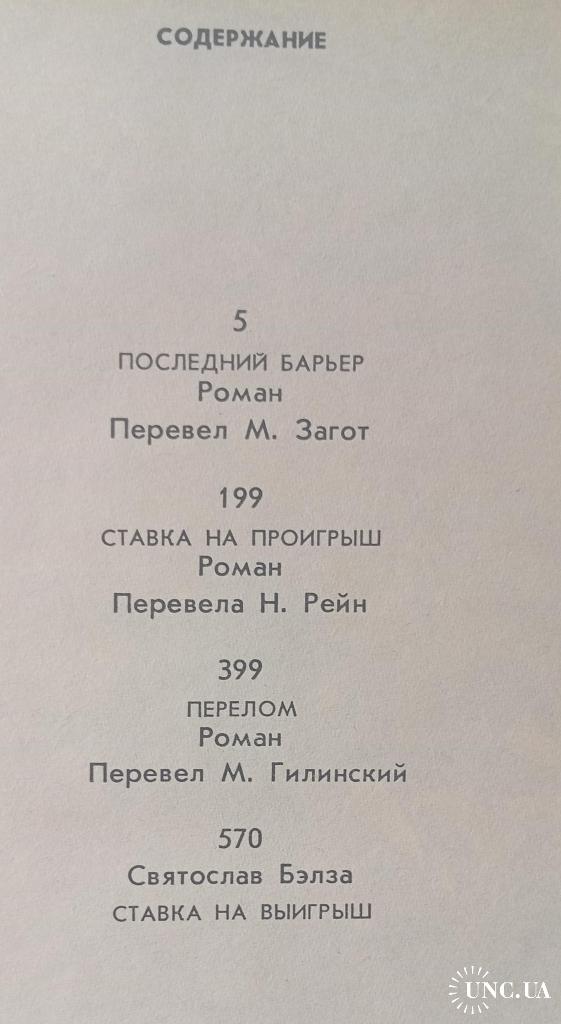 СОДЕРЖАНИЕ
5
ПОСЛЕДНИЙ БАРЬЕР
Роман
Перевел М. Загот
199
СТАВКА НА ПРОИГРЫШ
Роман
Перевела Н. Рейн
399
ПЕРЕЛОМ
Роман
Перевел М. Гилинский
570
Святослав Бэлза
СТАВКА НА ВЫИГРЫШ
UNC.UA